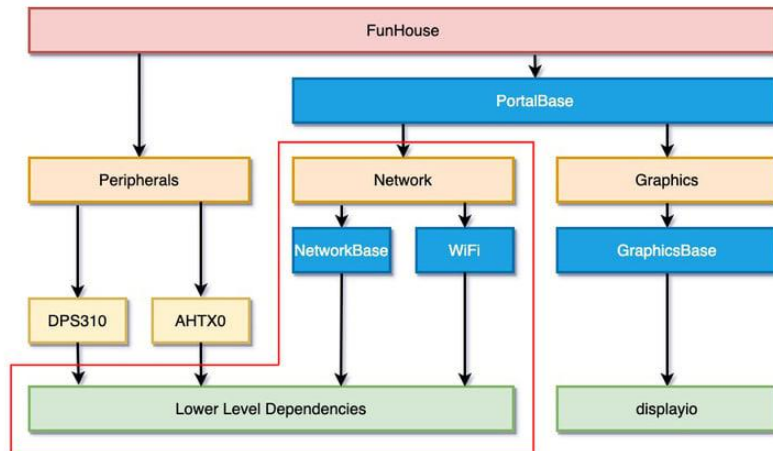 FunHouse
PortalBase
Peripherals
Network
Graphics
NetworkBase
WiFi
GraphicsBase
DPS310
AHTX0
Lower Level Dependencies
displayio